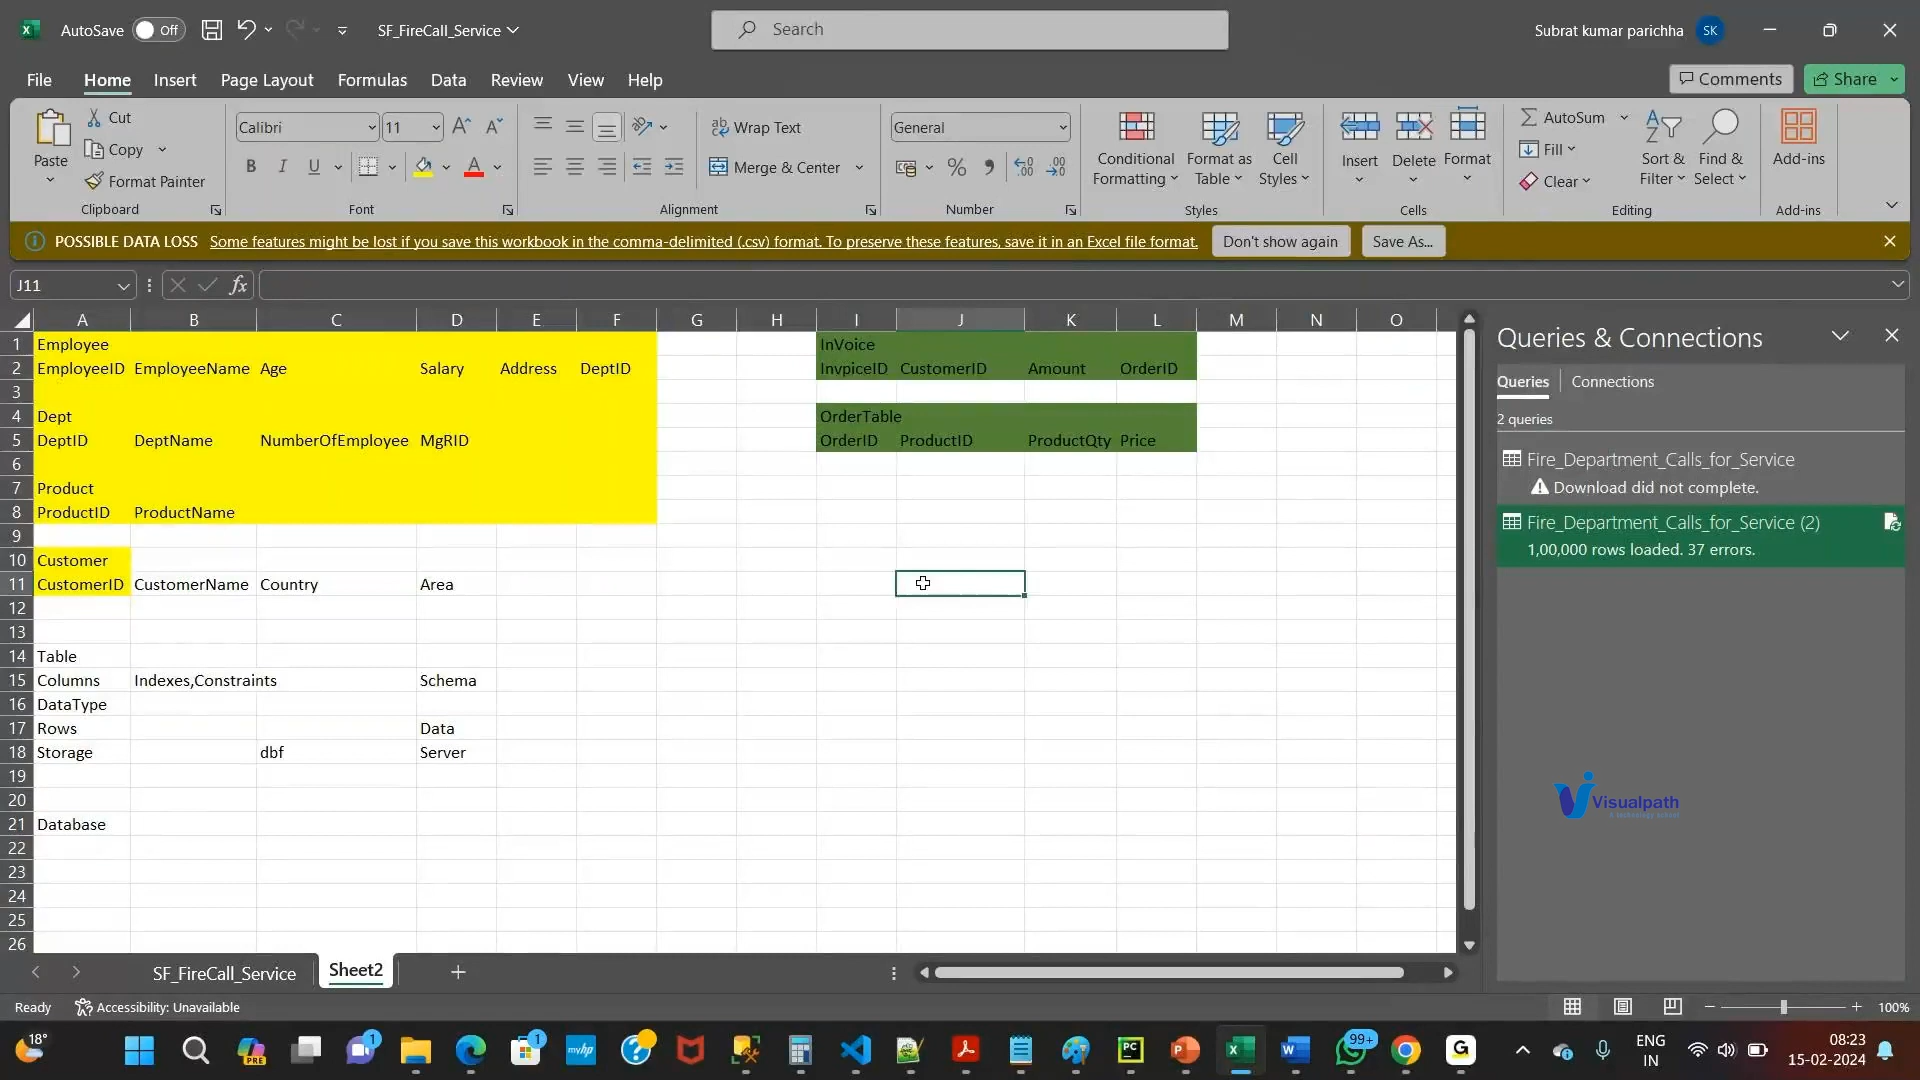 AutoSave Off SF_FireCall_Service Search Subrat kumar parichha SK
File Home Insert Page Layout Formulas Data Review View Help Comments Share
Paste Cut Copy Format Painter Clipboard
Calibri 11 B I U A Font
Wrap Text Merge & Center Alignment
General % Number
Conditional Formatting Format as Table Cell Styles Styles
Insert Delete Format Cells
AutoSum Fill Clear Sort & Filter Find & Select Editing
Add-ins Add-ins
POSSIBLE DATA LOSS Some features might be lost if you save this workbook in the comma-delimited (.csv) format. To preserve these features, save it in an Excel file format. Don't show again Save As...
J11 fx
A B C D E F G H I J K L M N O
1 Employee InVoice
2 EmployeeID EmployeeName Age Salary Address DeptID InvpiceID CustomerID Amount OrderID
3
4 Dept OrderTable
5 DeptID DeptName NumberOfEmployee MgRID OrderID ProductID ProductQty Price
6
7 Product
8 ProductID ProductName
9
10 Customer
11 CustomerID CustomerName Country Area
12
13
14 Table
15 Columns Indexes,Constraints Schema
16 DataType
17 Rows Data
18 Storage dbf Server
19
20
21 Database
22
23
24
25
26
Queries & Connections
Queries Connections
2 queries
Fire_Department_Calls_for_Service
Download did not complete.
Fire_Department_Calls_for_Service (2)
1,00,000 rows loaded. 37 errors.
Visualpath
SF_FireCall_Service Sheet2
Ready Accessibility: Unavailable 100%
18° PRE 1 1 myhp PC 99+ G ENG IN 08:23 15-02-2024